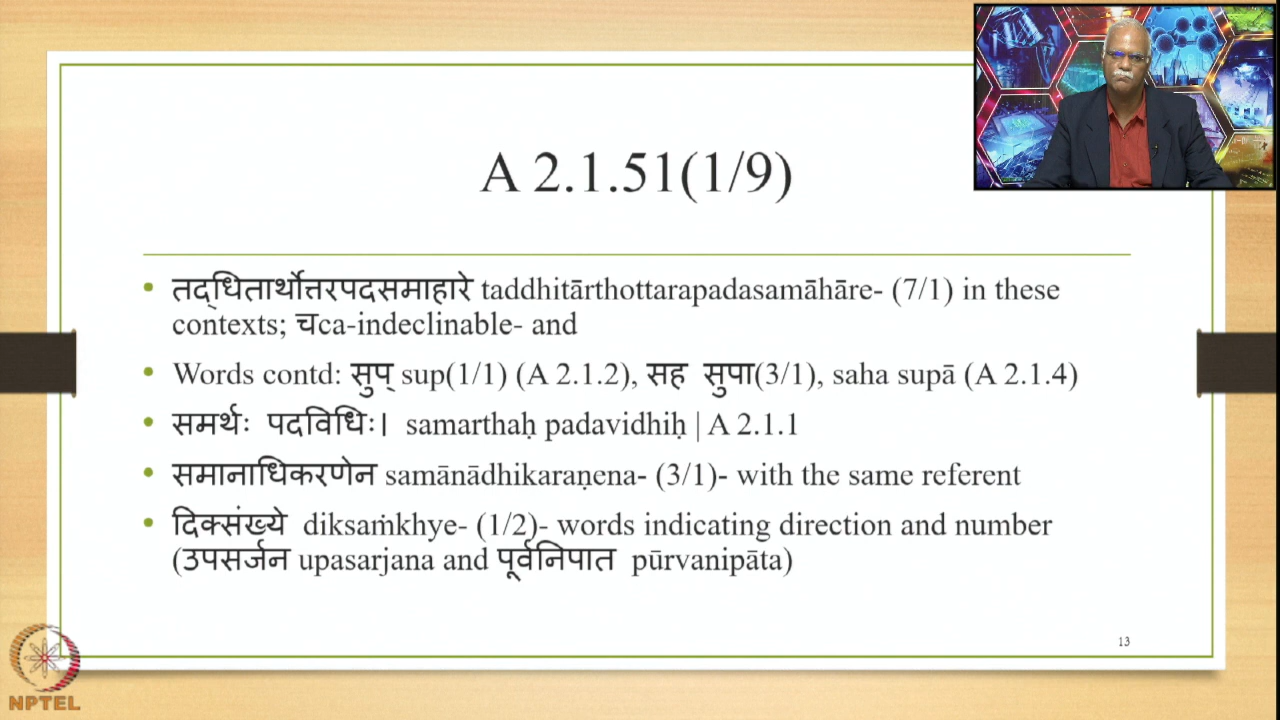 A 2.1.51(1/9)
तद्धितार्थोत्तरपदसमाहारे taddhitārthottarapadasamāhāre- (7/1) in these
contexts; चca-indeclinable- and
Words contd: सुप् sup(1/1) (A 2.1.2), सह सुपा(3/1), saha supā (A 2.1.4)
समर्थः पदविधिः। samarthaḥ padavidhiḥ | A 2.1.1
समानाधिकरणेन samānādhikaraṇena- (3/1)- with the same referent
दिक्संख्ये diksaṁkhye- (1/2)- words indicating direction and number
(उपसर्जन upasarjana and पूर्वनिपात pūrvanipāta)
13
NPTEL